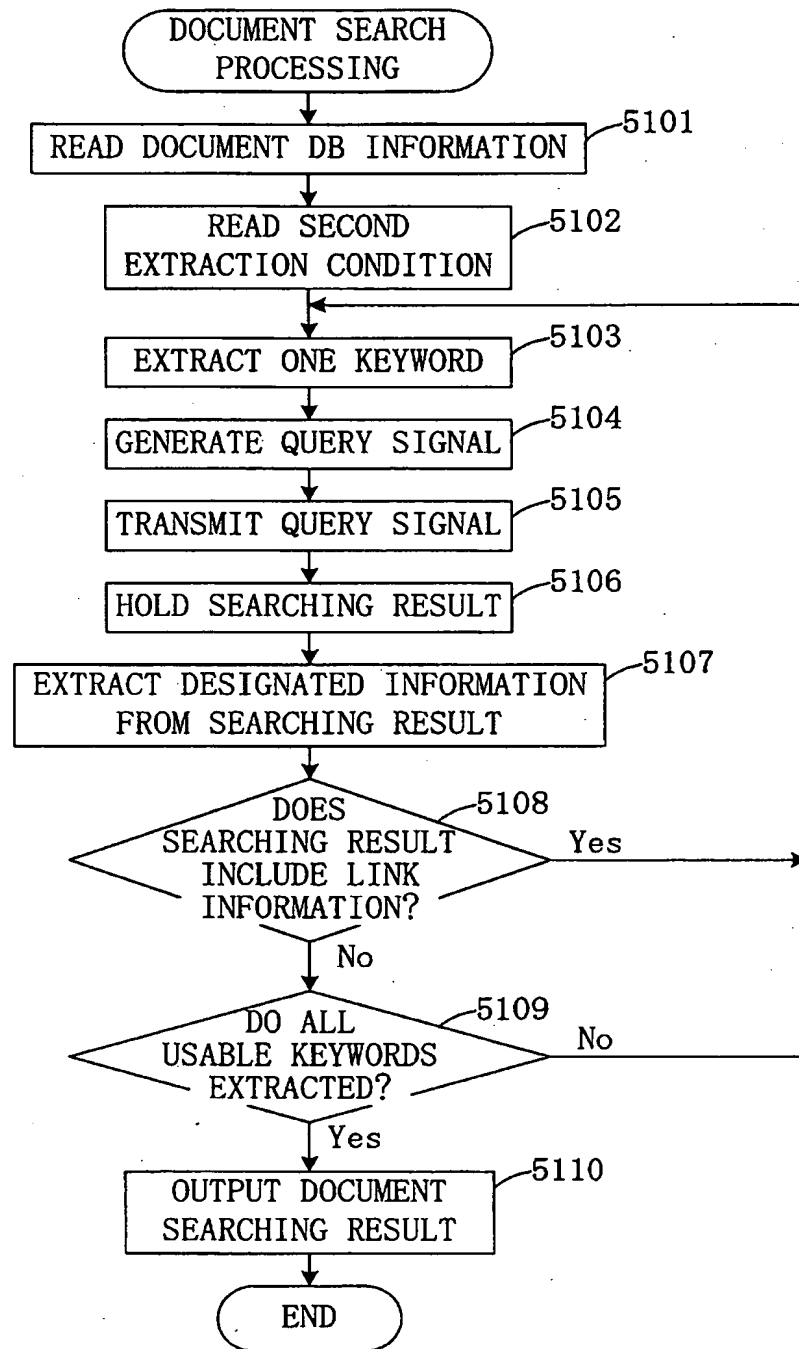 DOCUMENT SEARCH
PROCESSING
5101
READ DOCUMENT DB INFORMATION
5102
READ SECOND
EXTRACTION CONDITION
5103
EXTRACT ONE KEYWORD
5104
GENERATE QUERY SIGNAL
5105
TRANSMIT QUERY SIGNAL
5106
HOLD SEARCHING RESULT
5107
EXTRACT DESIGNATED INFORMATION
FROM SEARCHING RESULT
5108
DOES
SEARCHING RESULT
INCLUDE LINK
INFORMATION?
Yes
No
5109
DO ALL
USABLE KEYWORDS
EXTRACTED?
No
Yes
5110
OUTPUT DOCUMENT
SEARCHING RESULT
END